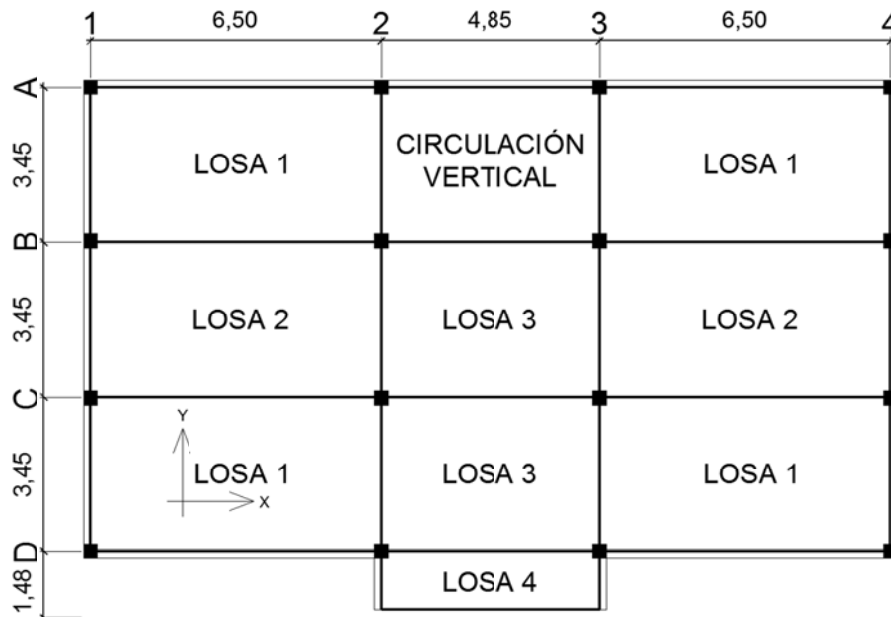 1 6,50 2 4,85 3 6,50 4
A
3,45
LOSA 1
CIRCULACIÓN
VERTICAL
LOSA 1
B
3,45
LOSA 2
LOSA 3
LOSA 2
C
3,45
Y
X
LOSA 1
LOSA 3
LOSA 1
D
1,48
LOSA 4